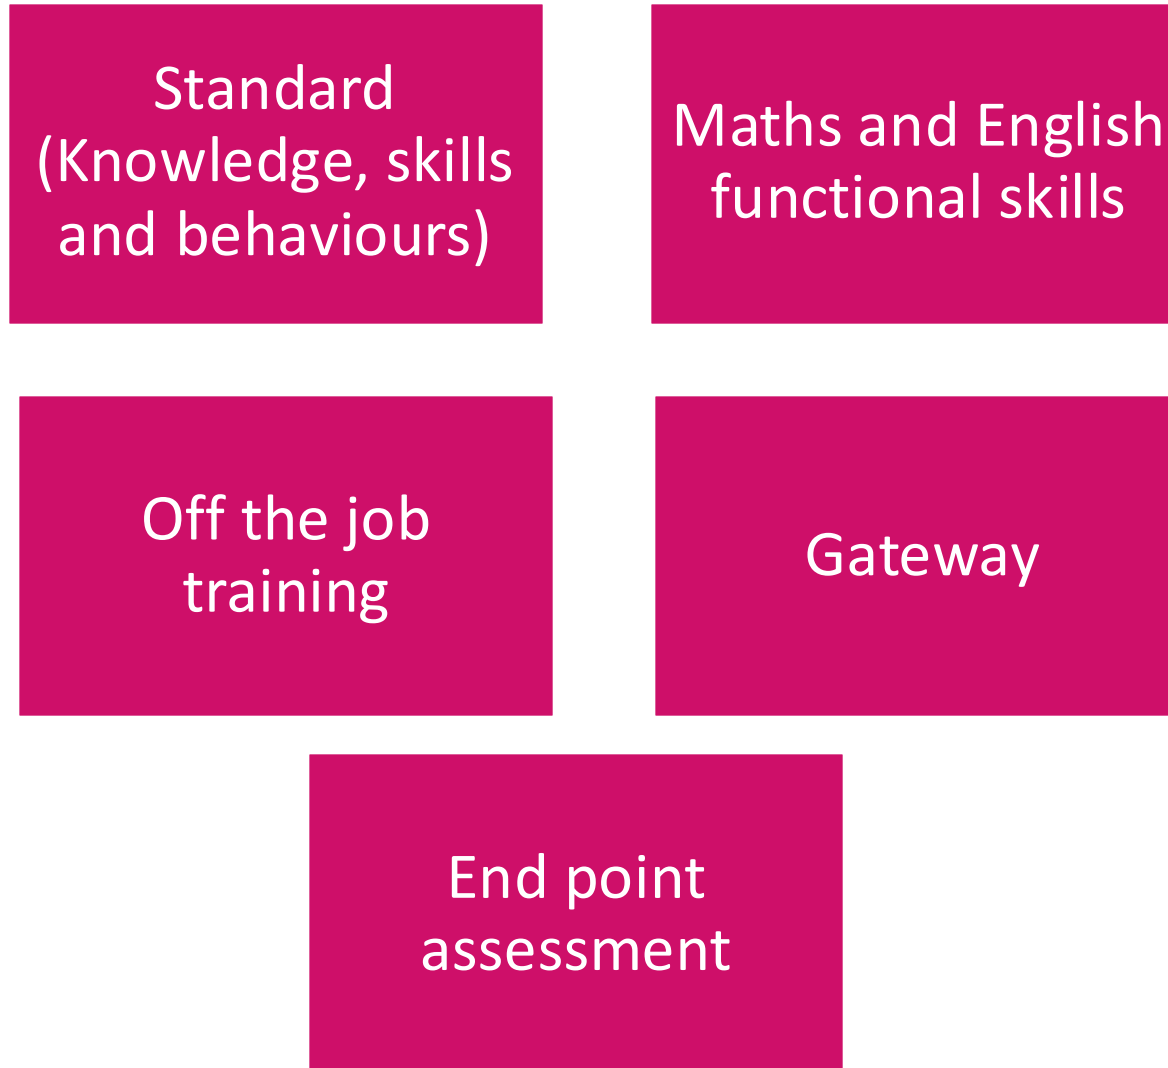 Standard
(Knowledge, skills
and behaviours)
Maths and English
functional skills
Off the job
training
Gateway
End point
assessment